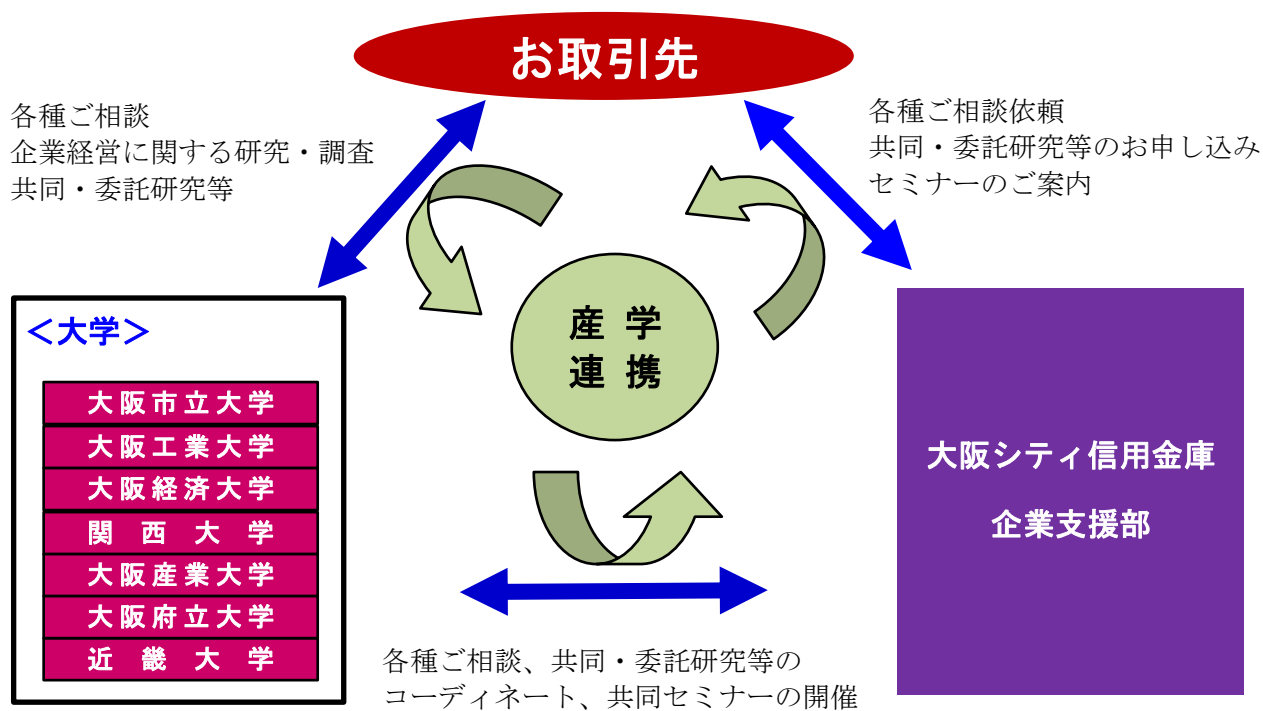 お取引先
各種ご相談
企業経営に関する研究・調査
共同・委託研究等
各種ご相談依頼
共同・委託研究等のお申し込み
セミナーのご案内
産 学
連 携
＜大学＞
大阪市立大学
大阪工業大学
大阪経済大学
関 西 大 学
大阪産業大学
大阪府立大学
近 畿 大 学
大阪シティ信用金庫
企業支援部
各種ご相談、共同・委託研究等の
コーディネート、共同セミナーの開催